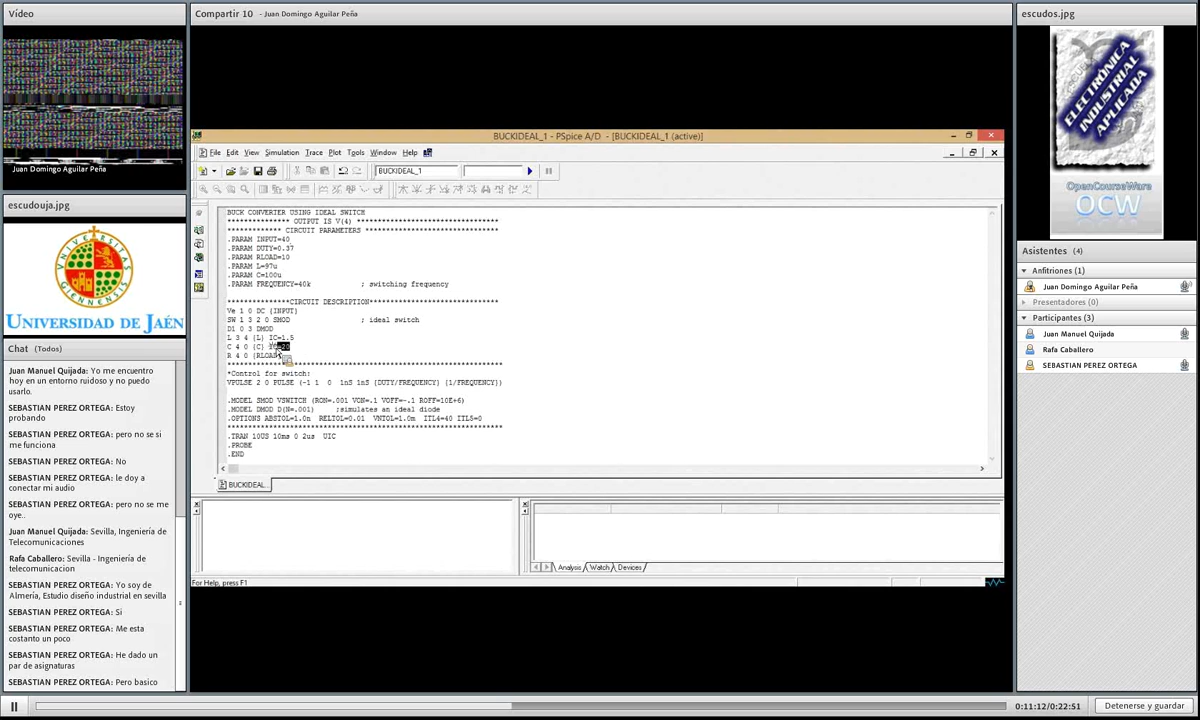 Vídeo
Juan Domingo Aguilar Peña
escudouja.jpg
UNIVERSITAS
GIENNENSIS
UNIVERSIDAD DE JAÉN
Chat (Todos)
Juan Manuel Quijada: Yo me encuentro
hoy en un entorno ruidoso y no puedo
usarlo.
SEBASTIAN PEREZ ORTEGA: Estoy
probando
SEBASTIAN PEREZ ORTEGA: pero no se si
me funciona
SEBASTIAN PEREZ ORTEGA: No
SEBASTIAN PEREZ ORTEGA: le doy a
conectar mi audio
SEBASTIAN PEREZ ORTEGA: pero no se me
oye..
Juan Manuel Quijada: Sevilla, Ingeniería de
Telecomunicaciones
Rafa Caballero: Sevilla - Ingeniería de
telecomunicacion
SEBASTIAN PEREZ ORTEGA: Yo soy de
Almería, Estudio diseño industrial en sevilla
SEBASTIAN PEREZ ORTEGA: Si
SEBASTIAN PEREZ ORTEGA: Me esta
costanto un poco
SEBASTIAN PEREZ ORTEGA: He dado un
par de asignaturas
SEBASTIAN PEREZ ORTEGA: Pero basico
Compartir 10 - Juan Domingo Aguilar Peña
BUCKIDEAL_1 - PSpice A/D - [BUCKIDEAL_1 (active)]
File Edit View Simulation Trace Plot Tools Window Help
BUCKIDEAL_1
BUCK CONVERTER USING IDEAL SWITCH
************** OUTPUT IS V(4) ********************************
************** CIRCUIT PARAMETERS ****************************
.PARAM INPUT=40
.PARAM DUTY=0.37
.PARAM RLOAD=10
.PARAM L=97u
.PARAM C=100u
.PARAM FREQUENCY=40k ; switching frequency
**************CIRCUIT DESCRIPTION*****************************
Ve 1 0 DC {INPUT}
SW 1 3 2 0 SMOD ; ideal switch
D1 0 3 DMOD
L 3 4 {L} IC=1.5
C 4 0 {C}
R 4 0 {RLOAD
**************************************************************
*Control for switch:
VPULSE 2 0 PULSE (-1 1 0 1nS 1nS {DUTY/FREQUENCY} {1/FREQUENCY})
.MODEL SMOD VSWITCH (RON=.001 VON=.1 VOFF=-.1 ROFF=10E+6)
.MODEL DMOD D(N=.001) ;simulates an ideal diode
.OPTIONS ABSTOL=1.0n RELTOL=0.01 VNTOL=1.0m ITL4=40 ITL5=0
**************************************************************
.TRAN 10US 10ms 0 2us UIC
.PROBE
.END
BUCKIDEAL...
Analysis Watch Devices
For Help, press F1
escudos.jpg
ELECTRÓNICA
INDUSTRIAL
APLICADA
OpenCourseWare
OCW
Asistentes (4)
Anfitriones (1)
Juan Domingo Aguilar Peña
Presentadores (0)
Participantes (3)
Juan Manuel Quijada
Rafa Caballero
SEBASTIAN PEREZ ORTEGA
0:11:12/0:22:51
Detenerse y guardar